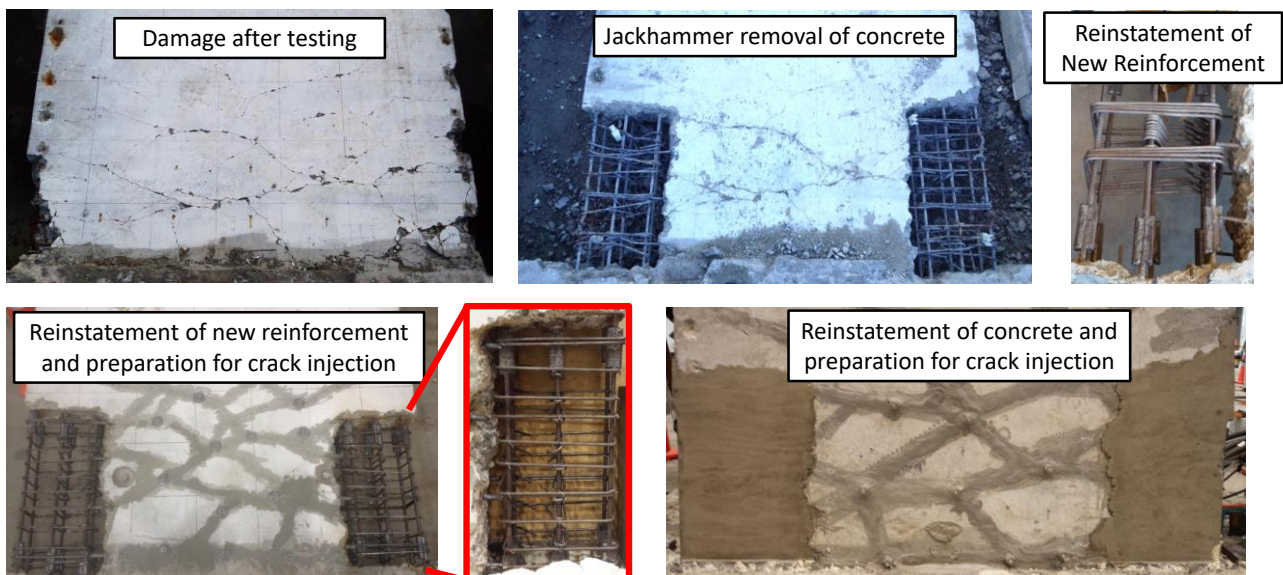 Damage after testing
Jackhammer removal of concrete
Reinstatement of
New Reinforcement
Reinstatement of new reinforcement
and preparation for crack injection
Reinstatement of concrete and
preparation for crack injection